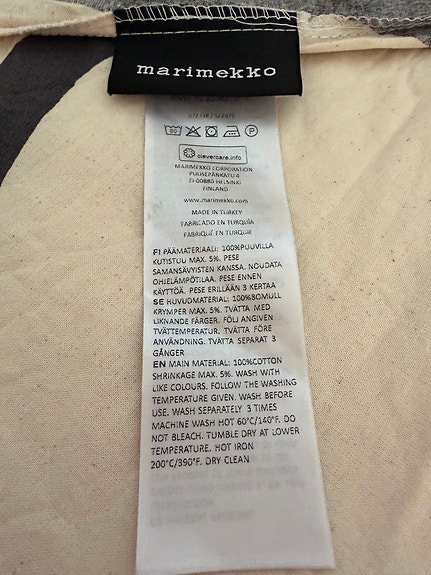 marimekko
60
clevercare.info
MARIMEKKO CORPORATION
PUUSEPÄNKATU 4
FI-00880 HELSINKI
FINLAND
www.marimekko.com
MADE IN TURKEY
FABRICADO EN TURQUÍA
FABRIQUÉ EN TURQUIE
FI PÄÄMATERIAALI: 100%PUUVILLA
KUTISTUU MAX. 5%. PESE
SAMANSÄVYISTEN KANSSA. NOUDATA
OHJELÄMPÖTILAA. PESE ENNEN
KÄYTTÖÄ. PESE ERILLÄÄN 3 KERTAA
SE HUVUDMATERIAL: 100%BOMULL
KRYMPER MAX. 5%. TVÄTTA MED
LIKNANDE FÄRGER. FÖLJ ANGIVEN
TVÄTTEMPERATUR. TVÄTTA FÖRE
ANVÄNDNING. TVÄTTA SEPARAT 3
GÅNGER
EN MAIN MATERIAL: 100%COTTON
SHRINKAGE MAX. 5%. WASH WITH
LIKE COLOURS. FOLLOW THE WASHING
TEMPERATURE GIVEN. WASH BEFORE
USE. WASH SEPARATELY 3 TIMES
MACHINE WASH HOT 60°C/140°F. DO
NOT BLEACH. TUMBLE DRY AT LOWER
TEMPERATURE. HOT IRON
200°C/390°F. DRY CLEAN